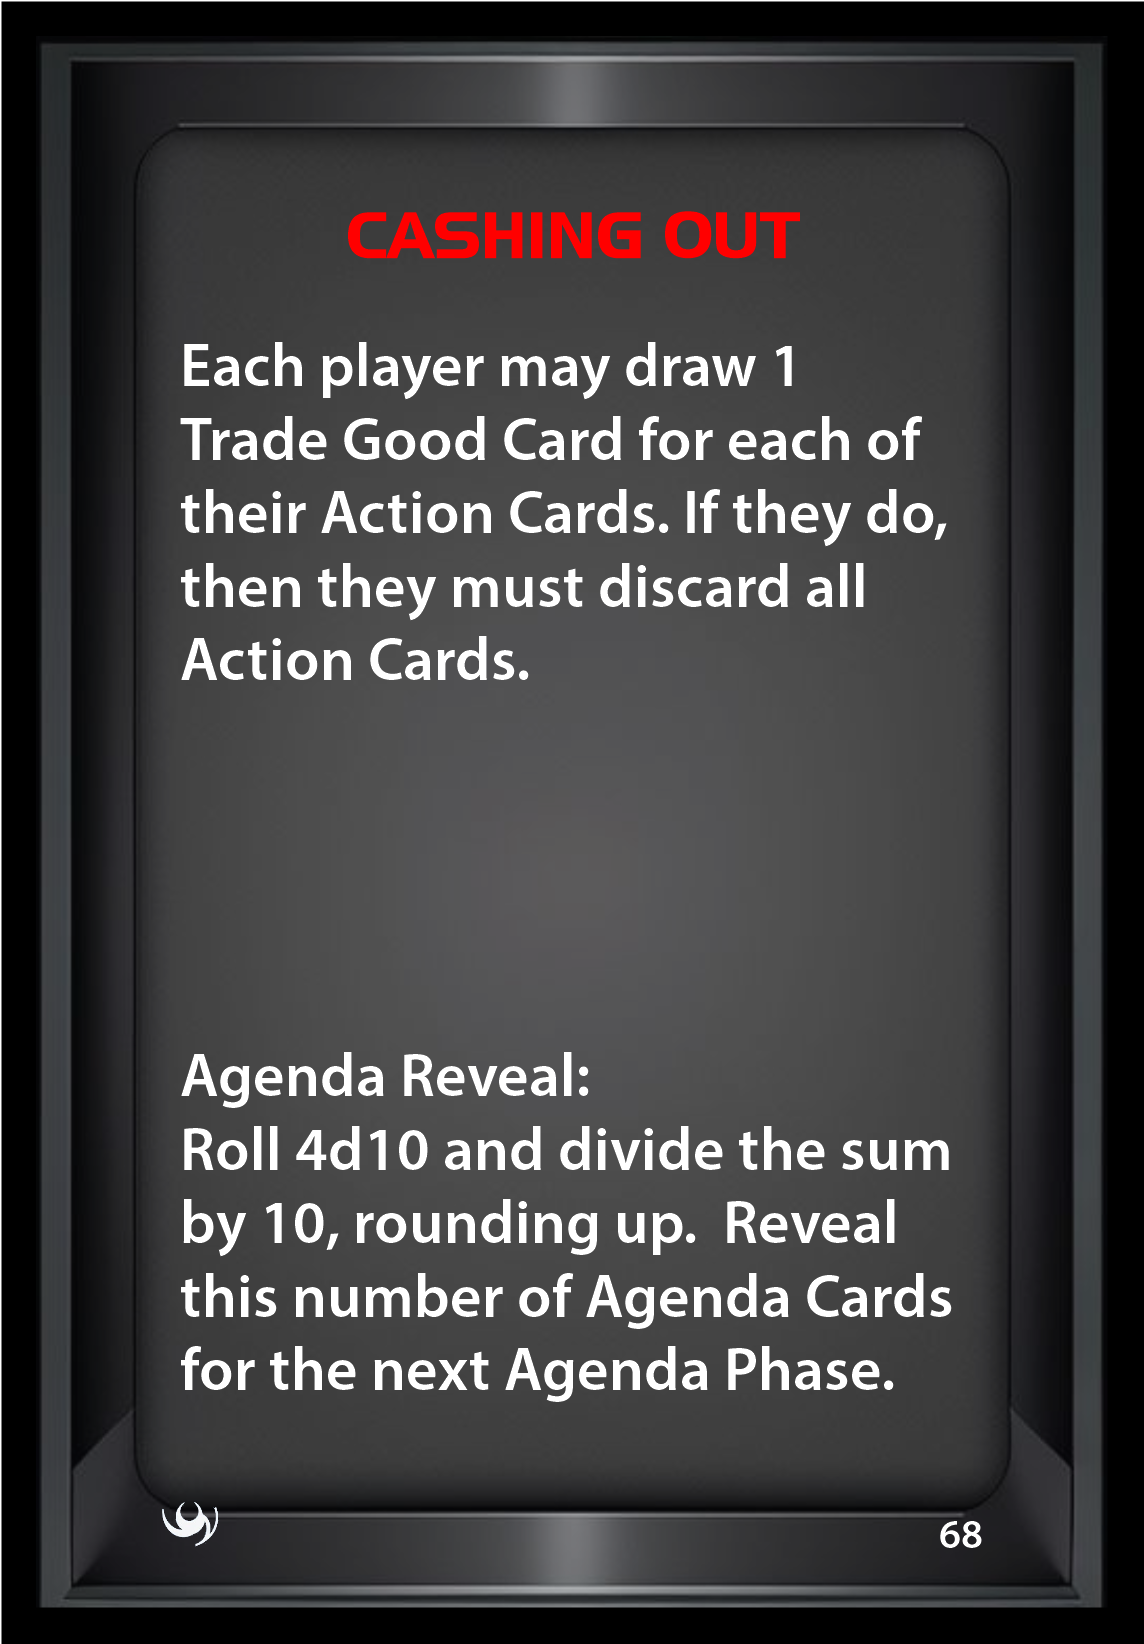 CASHING OUT
Each player may draw 1
Trade Good Card for each of
their Action Cards. If they do,
then they must discard all
Action Cards.
Agenda Reveal:
Roll 4d10 and divide the sum
by 10, rounding up.  Reveal
this number of Agenda Cards
for the next Agenda Phase.
68